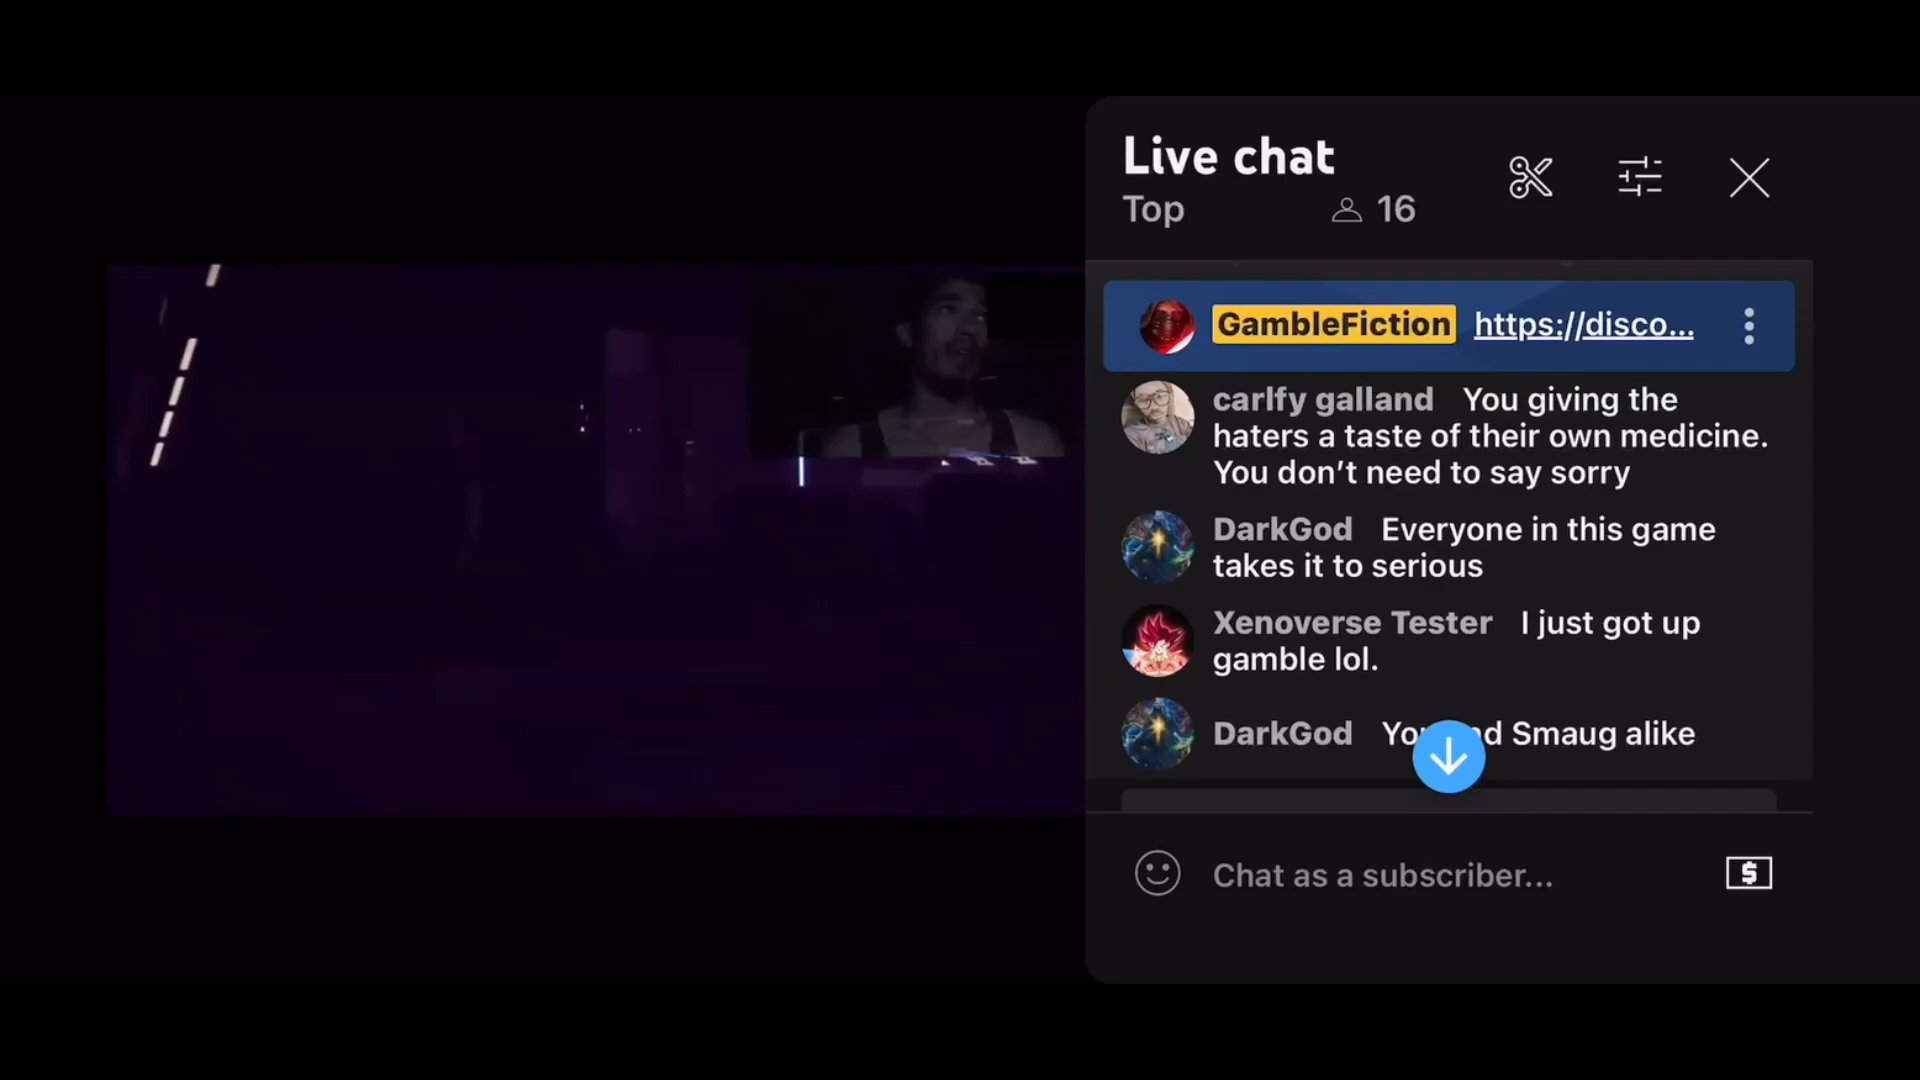 Live chat
Top 16
GambleFiction https://disco...
carlfy galland You giving the
haters a taste of their own medicine.
You don't need to say sorry
DarkGod Everyone in this game
takes it to serious
Xenoverse Tester I just got up
gamble lol.
DarkGod Smaug alike
Chat as a subscriber...
$